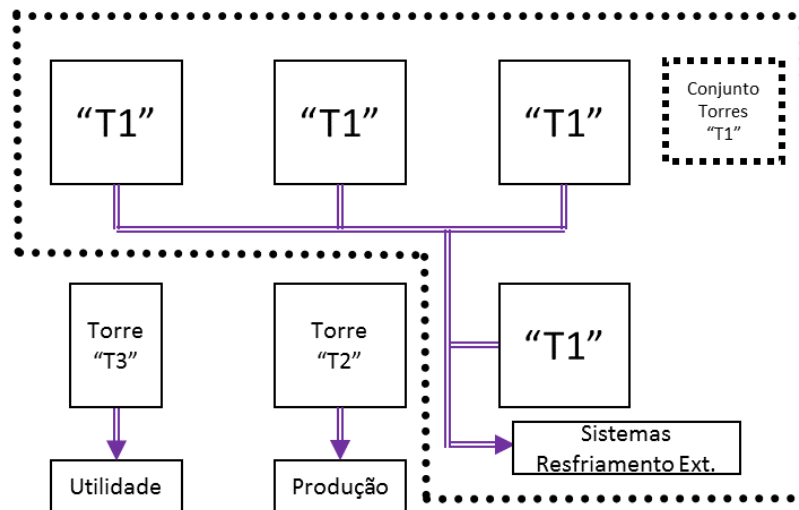 “T1”
“T1”
“T1”
Conjunto
Torres
“T1”
Torre
“T3”
Torre
“T2”
“T1”
Sistemas
Resfriamento Ext.
Utilidade
Produção